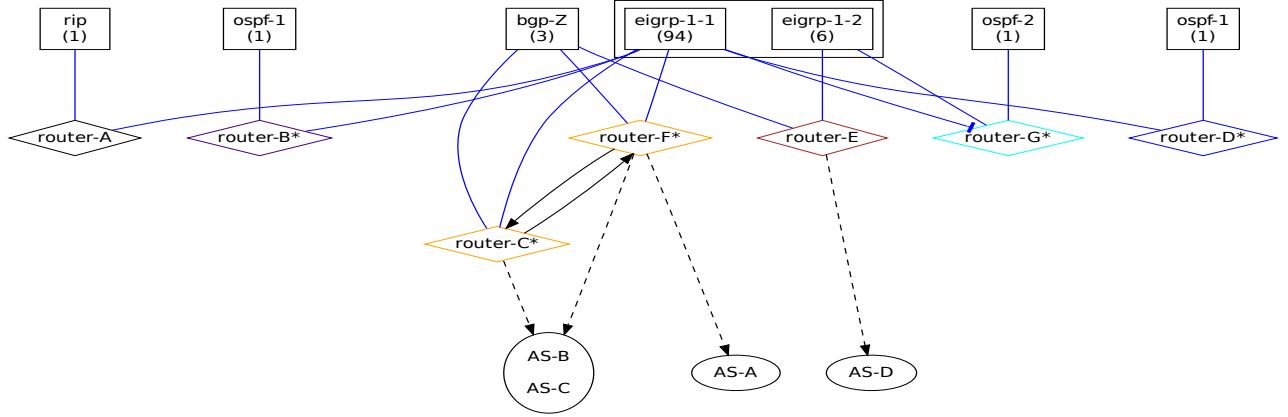 rip
(1)
ospf-1
(1)
bgp-Z
(3)
eigrp-1-1
(94)
eigrp-1-2
(6)
ospf-2
(1)
ospf-1
(1)
router-A
router-B*
router-F*
router-E
router-G*
router-D*
router-C*
AS-B
AS-C
AS-A
AS-D